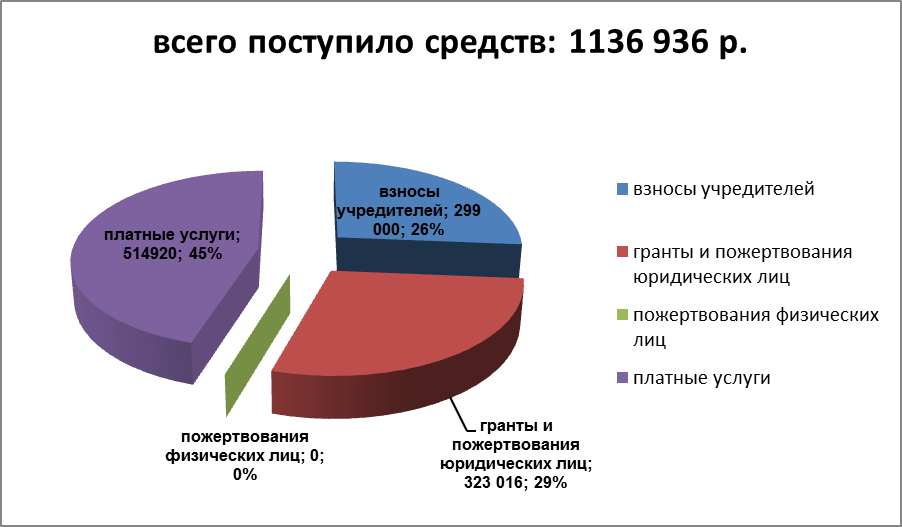 всего поступило средств: 1136 936 р.
взносы
учредителей; 299
000; 26%
платные услуги;
514920; 45%
пожертвования
физических лиц; 0;
0%
гранты и
пожертвования
юридических лиц;
323 016; 29%
взносы учредителей
гранты и пожертвования
юридических лиц
пожертвования физических
лиц
платные услуги